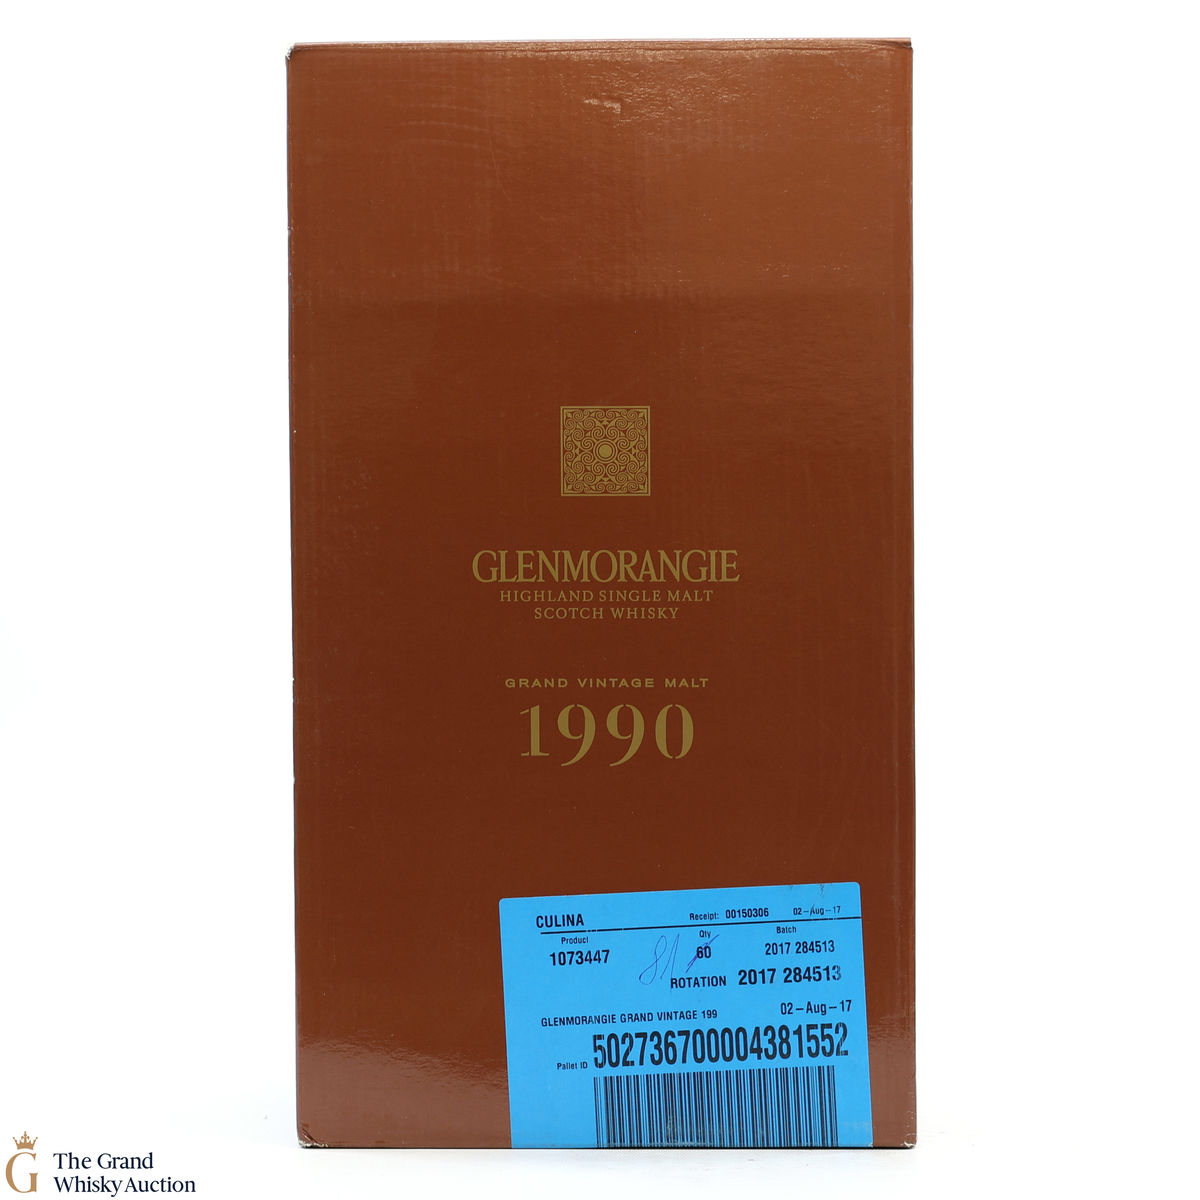 GLENMORANGIE
HIGHLAND SINGLE MALT
SCOTCH WHISKY
GRAND VINTAGE MALT
1990
CULINA Receipt: 00150306 02-Aug-17
Product Qty Batch
1073447 81 60 2017 284513
ROTATION 2017 284513
GLENMORANGIE GRAND VINTAGE 199 02-Aug-17
Pallet ID 5027367000004381552
G The Grand
Whisky Auction